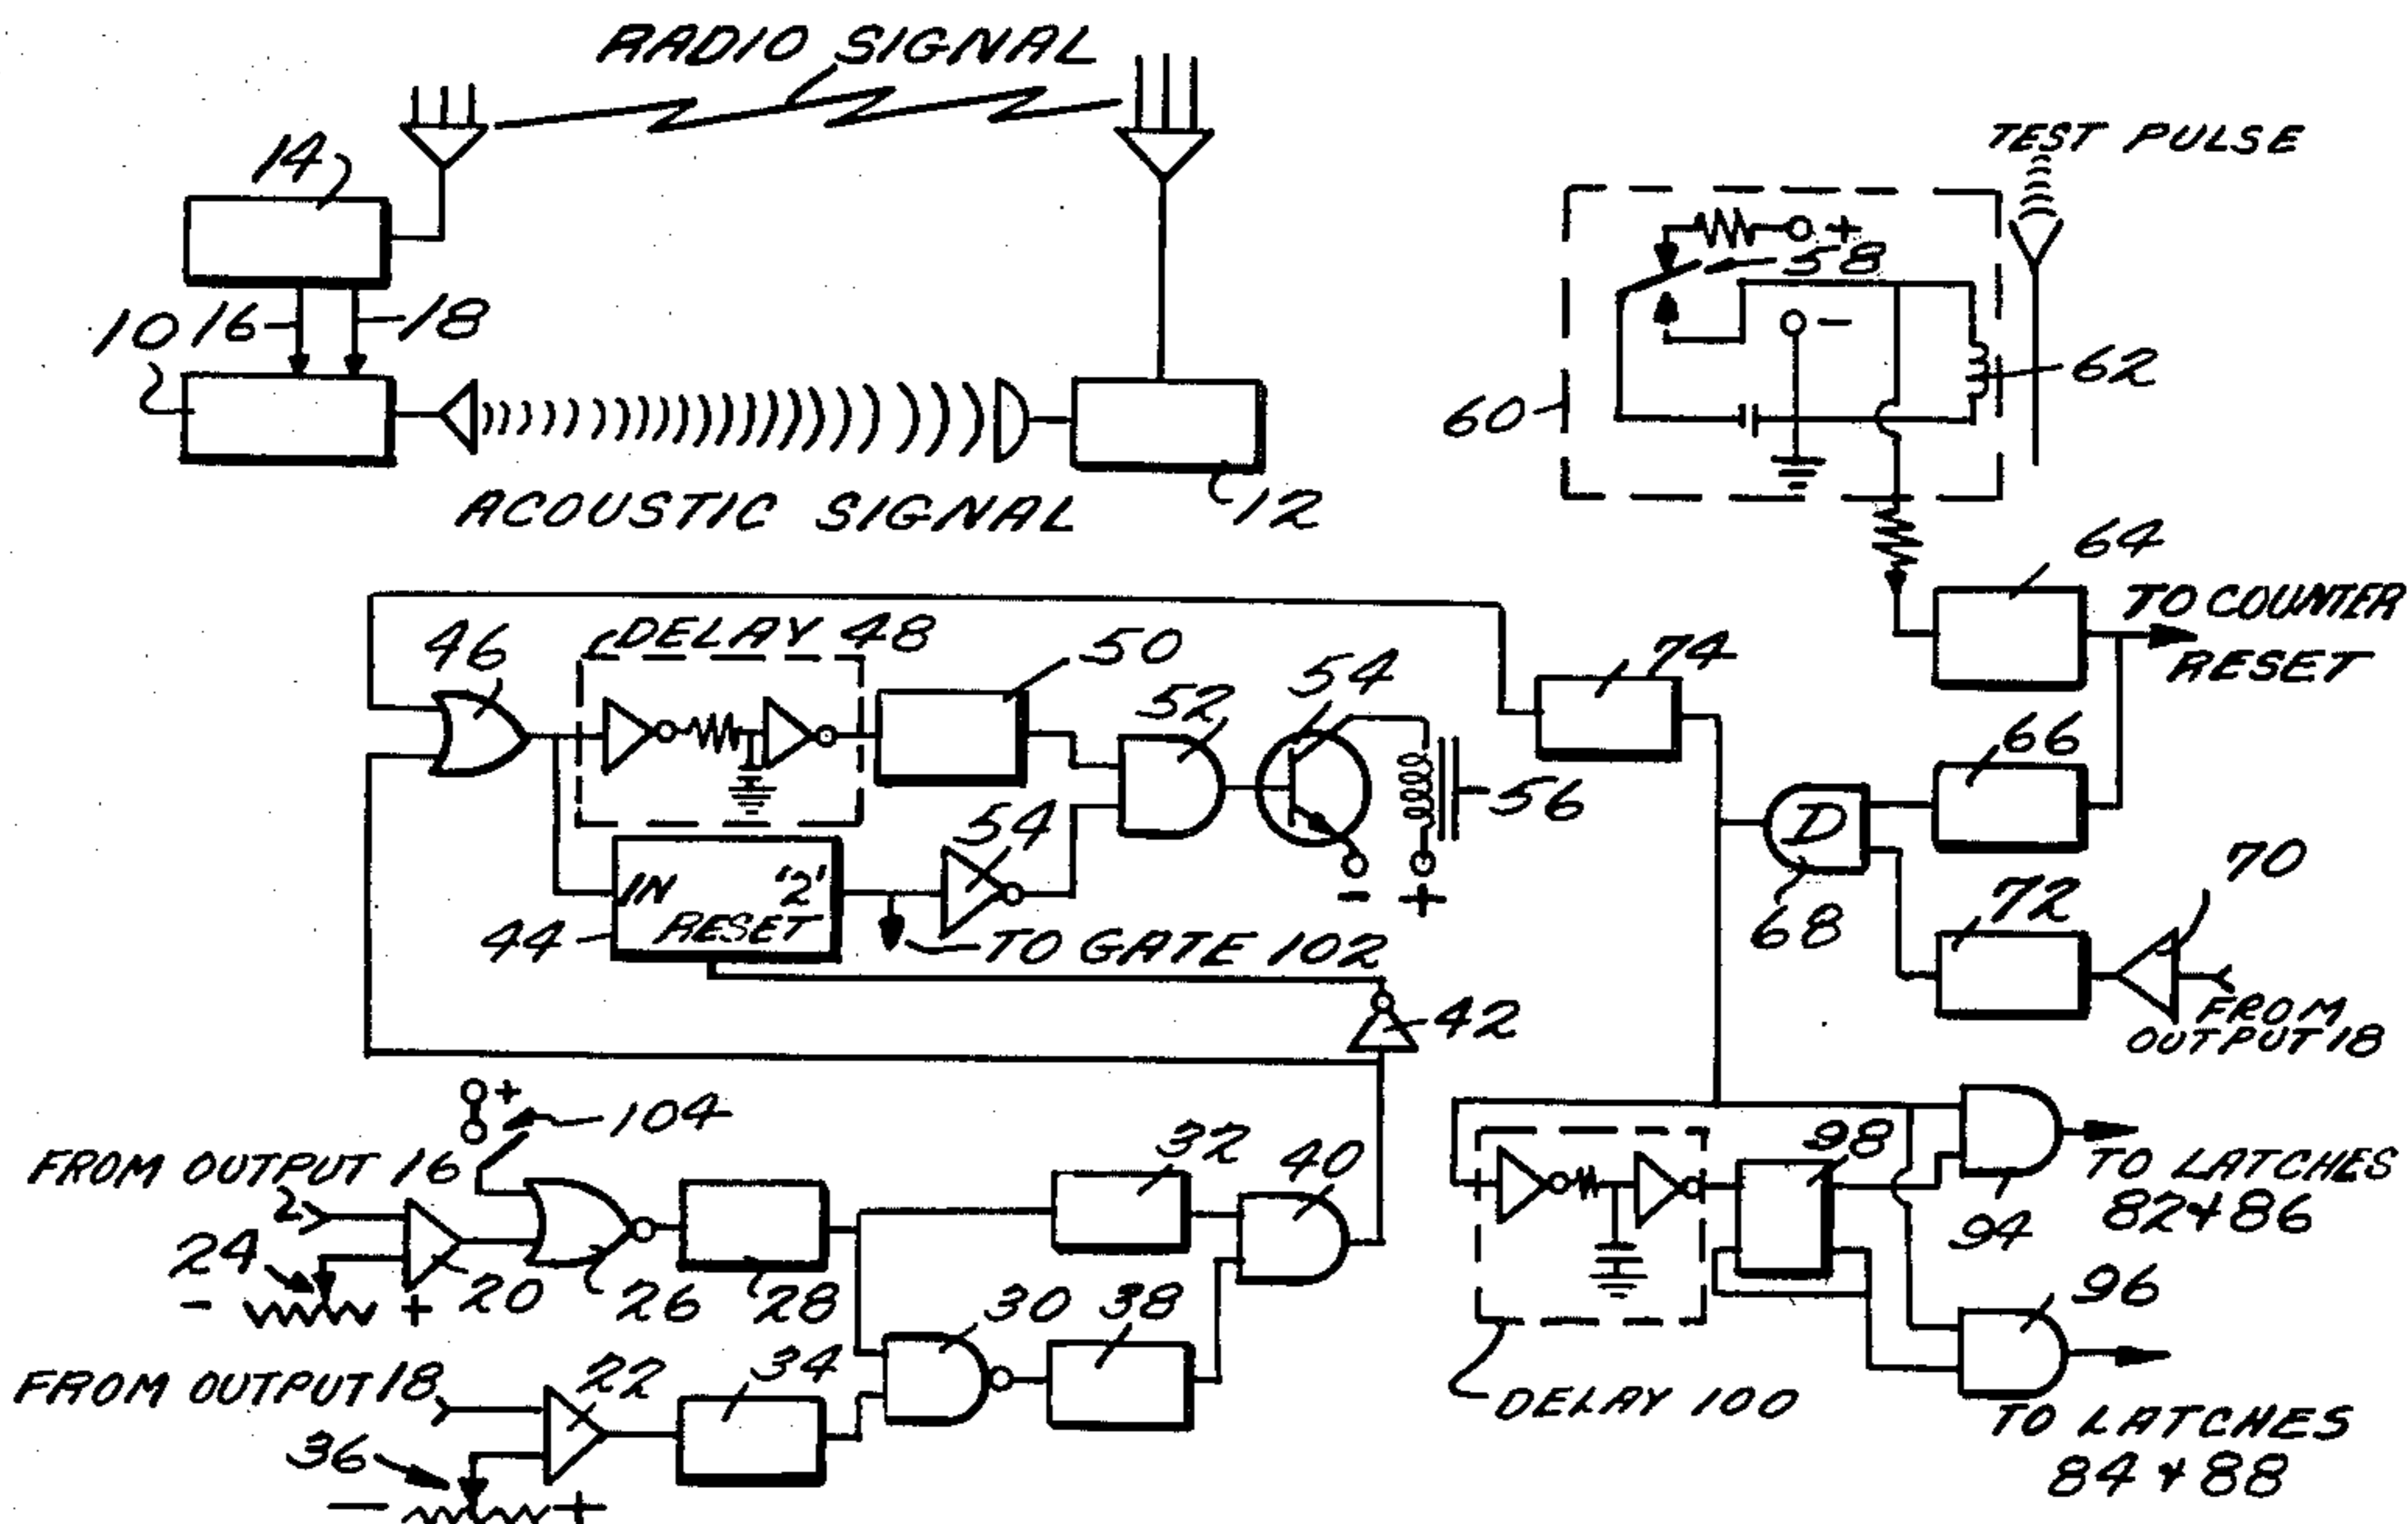 RADIO SIGNAL
TEST PULSE
14
+
58
10 16 18
-
62
60
ACOUSTIC SIGNAL
12
64
TO COUNTER
RESET
46
DELAY 48
50
54
74
52
66
56
54
D
70
IN '2'
RESET
44
- +
68
72
TO GATE 102
42
FROM
OUTPUT 18
+
104
FROM OUTPUT 16
32
40
98
TO LATCHES
82 & 86
94
24
- +
20
26
28
30
38
96
34
22
FROM OUTPUT 18
DELAY 100
TO LATCHES
84 & 88
36
- +